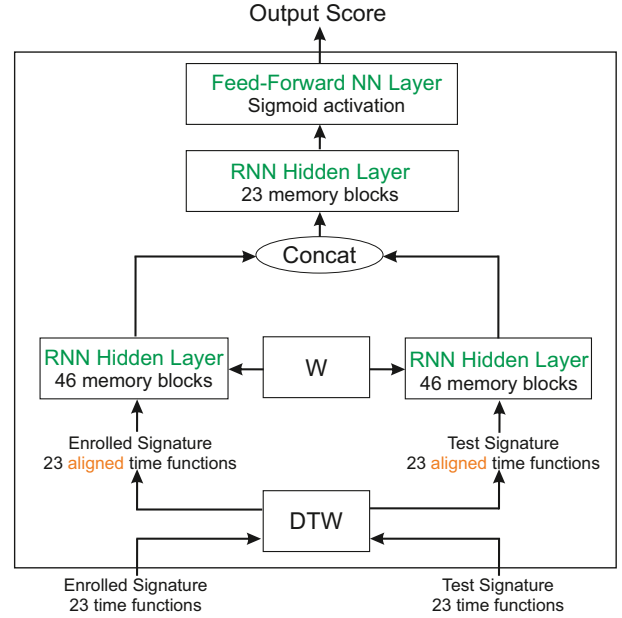 Output Score
Feed-Forward NN Layer
Sigmoid activation
RNN Hidden Layer
23 memory blocks
Concat
RNN Hidden Layer
46 memory blocks
W
RNN Hidden Layer
46 memory blocks
Enrolled Signature
23 aligned time functions
Test Signature
23 aligned time functions
DTW
Enrolled Signature
23 time functions
Test Signature
23 time functions